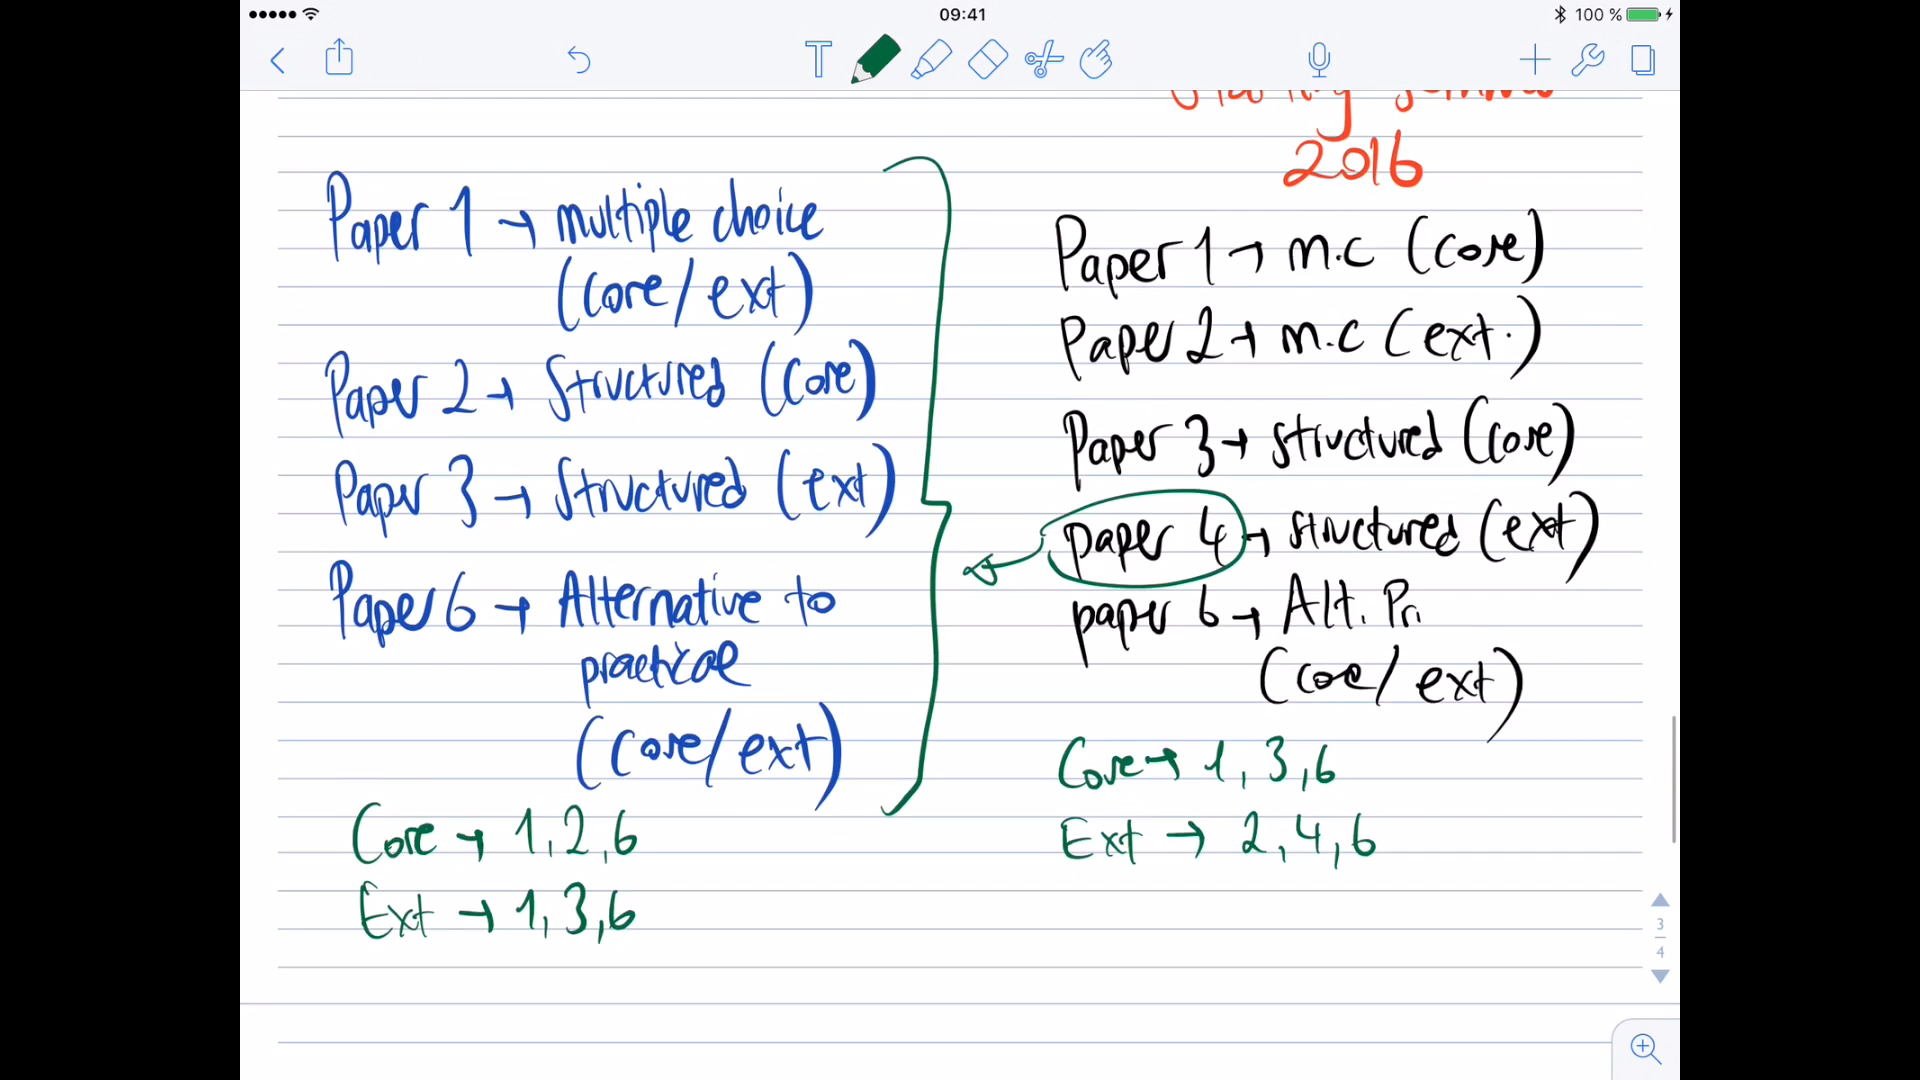 09:41
100 %
T
2016
Paper 1 → multiple choice
(core/ext)
Paper 2 → Structured (core)
Paper 3 → Structured (ext)
Paper 6 → Alternative to
practical
(core/ext)
Core → 1,2,6
Ext → 1,3,6
Paper 1 → m.c (core)
Paper 2 → m.c (ext.)
Paper 3 → structured (core)
paper 4 → structured (ext)
paper 6 → Alt. Pr.
(core/ext)
Core → 1,3,6
Ext → 2,4,6
3
4